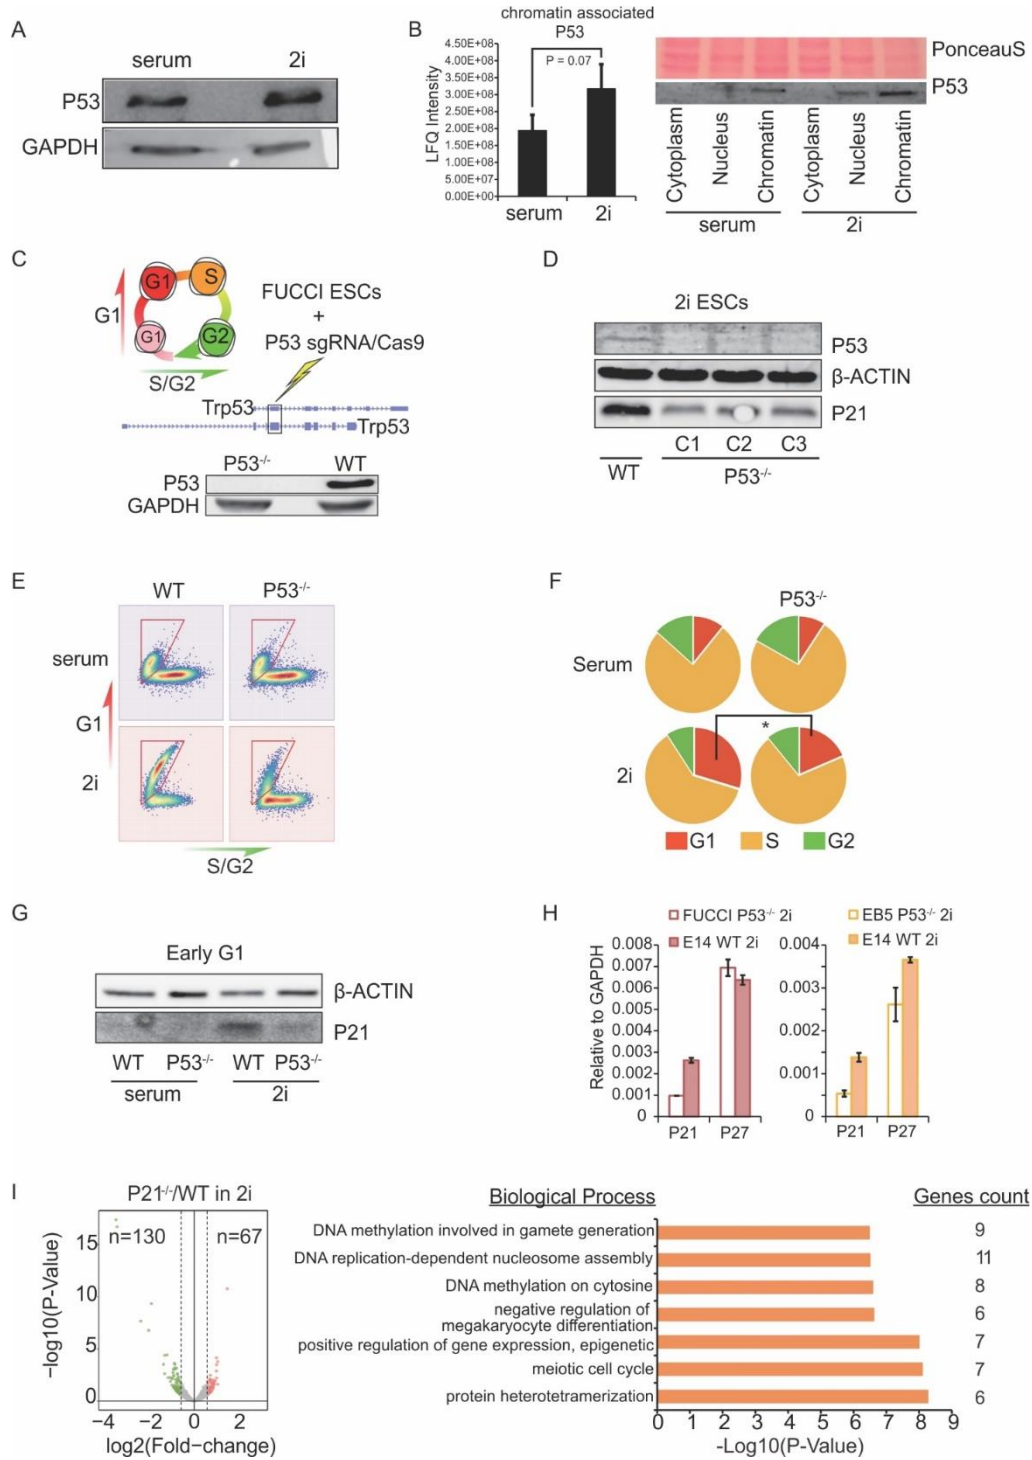 A
serum 2i
P53
GAPDH
B
chromatin associated
P53
P = 0.07
LFQ Intensity
4.50E+08
4.00E+08
3.50E+08
3.00E+08
2.50E+08
2.00E+08
1.50E+08
1.00E+08
5.00E+07
0.00E+00
serum 2i
PonceauS
P53
Cytoplasm
Nucleus
Chromatin
Cytoplasm
Nucleus
Chromatin
serum 2i
C
G1 S
G1 G2
G1
S/G2
FUCCI ESCs
+
P53 sgRNA/Cas9
Trp53
Trp53
P53-/- WT
P53
GAPDH
D
2i ESCs
P53
β-ACTIN
P21
C1 C2 C3
WT P53-/-
E
WT P53-/-
serum
G1
2i
S/G2
F
P53-/-
Serum
*
2i
G1 S G2
G
Early G1
β-ACTIN
P21
WT P53-/- WT P53-/-
serum 2i
H
FUCCI P53-/- 2i
E14 WT 2i
Relative to GAPDH
0.008
0.007
0.006
0.005
0.004
0.003
0.002
0.001
0
P21 P27
EB5 P53-/- 2i
E14 WT 2i
0.004
0.003
0.002
0.001
0
P21 P27
I
P21-/-/WT in 2i
n=130 n=67
−log10(P-Value)
15
10
5
0
−4 −2 0 2
log2(Fold−change)
Biological Process Genes count
DNA methylation involved in gamete generation 9
DNA replication-dependent nucleosome assembly 11
DNA methylation on cytosine 8
negative regulation of
megakaryocyte differentiation 6
positive regulation of gene expression, epigenetic 7
meiotic cell cycle 7
protein heterotetramerization 6
0 1 2 3 4 5 6 7 8 9
-Log10(P-Value)